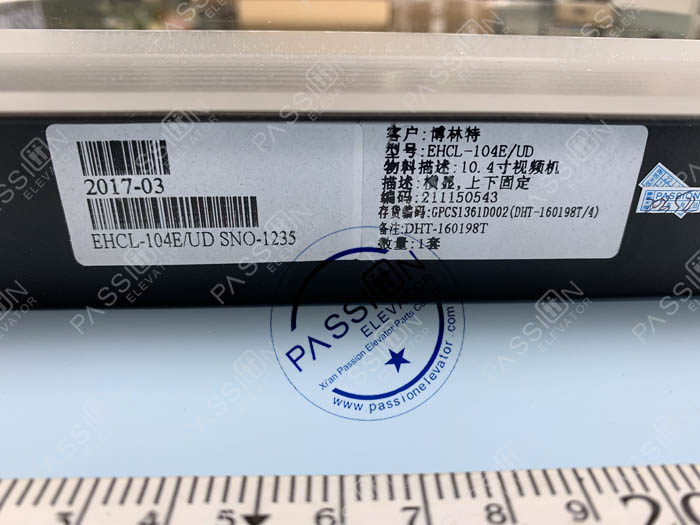 2017-03
EHCL-104E/UD SNO-1235
客户:博林特
型号:EHCL-104E/UD
物料描述:10.4寸视频机
描述:横显,上下固定
编码:211150543
存货编码:GPCS1361D002(DHT-160198T/4)
备注:DHT-160198T
数量:1套
PASSION
ELEVATOR
Xi'an Passion Elevator Parts Co.
www.passionelevator.com
3 4 5 6 7 8 9